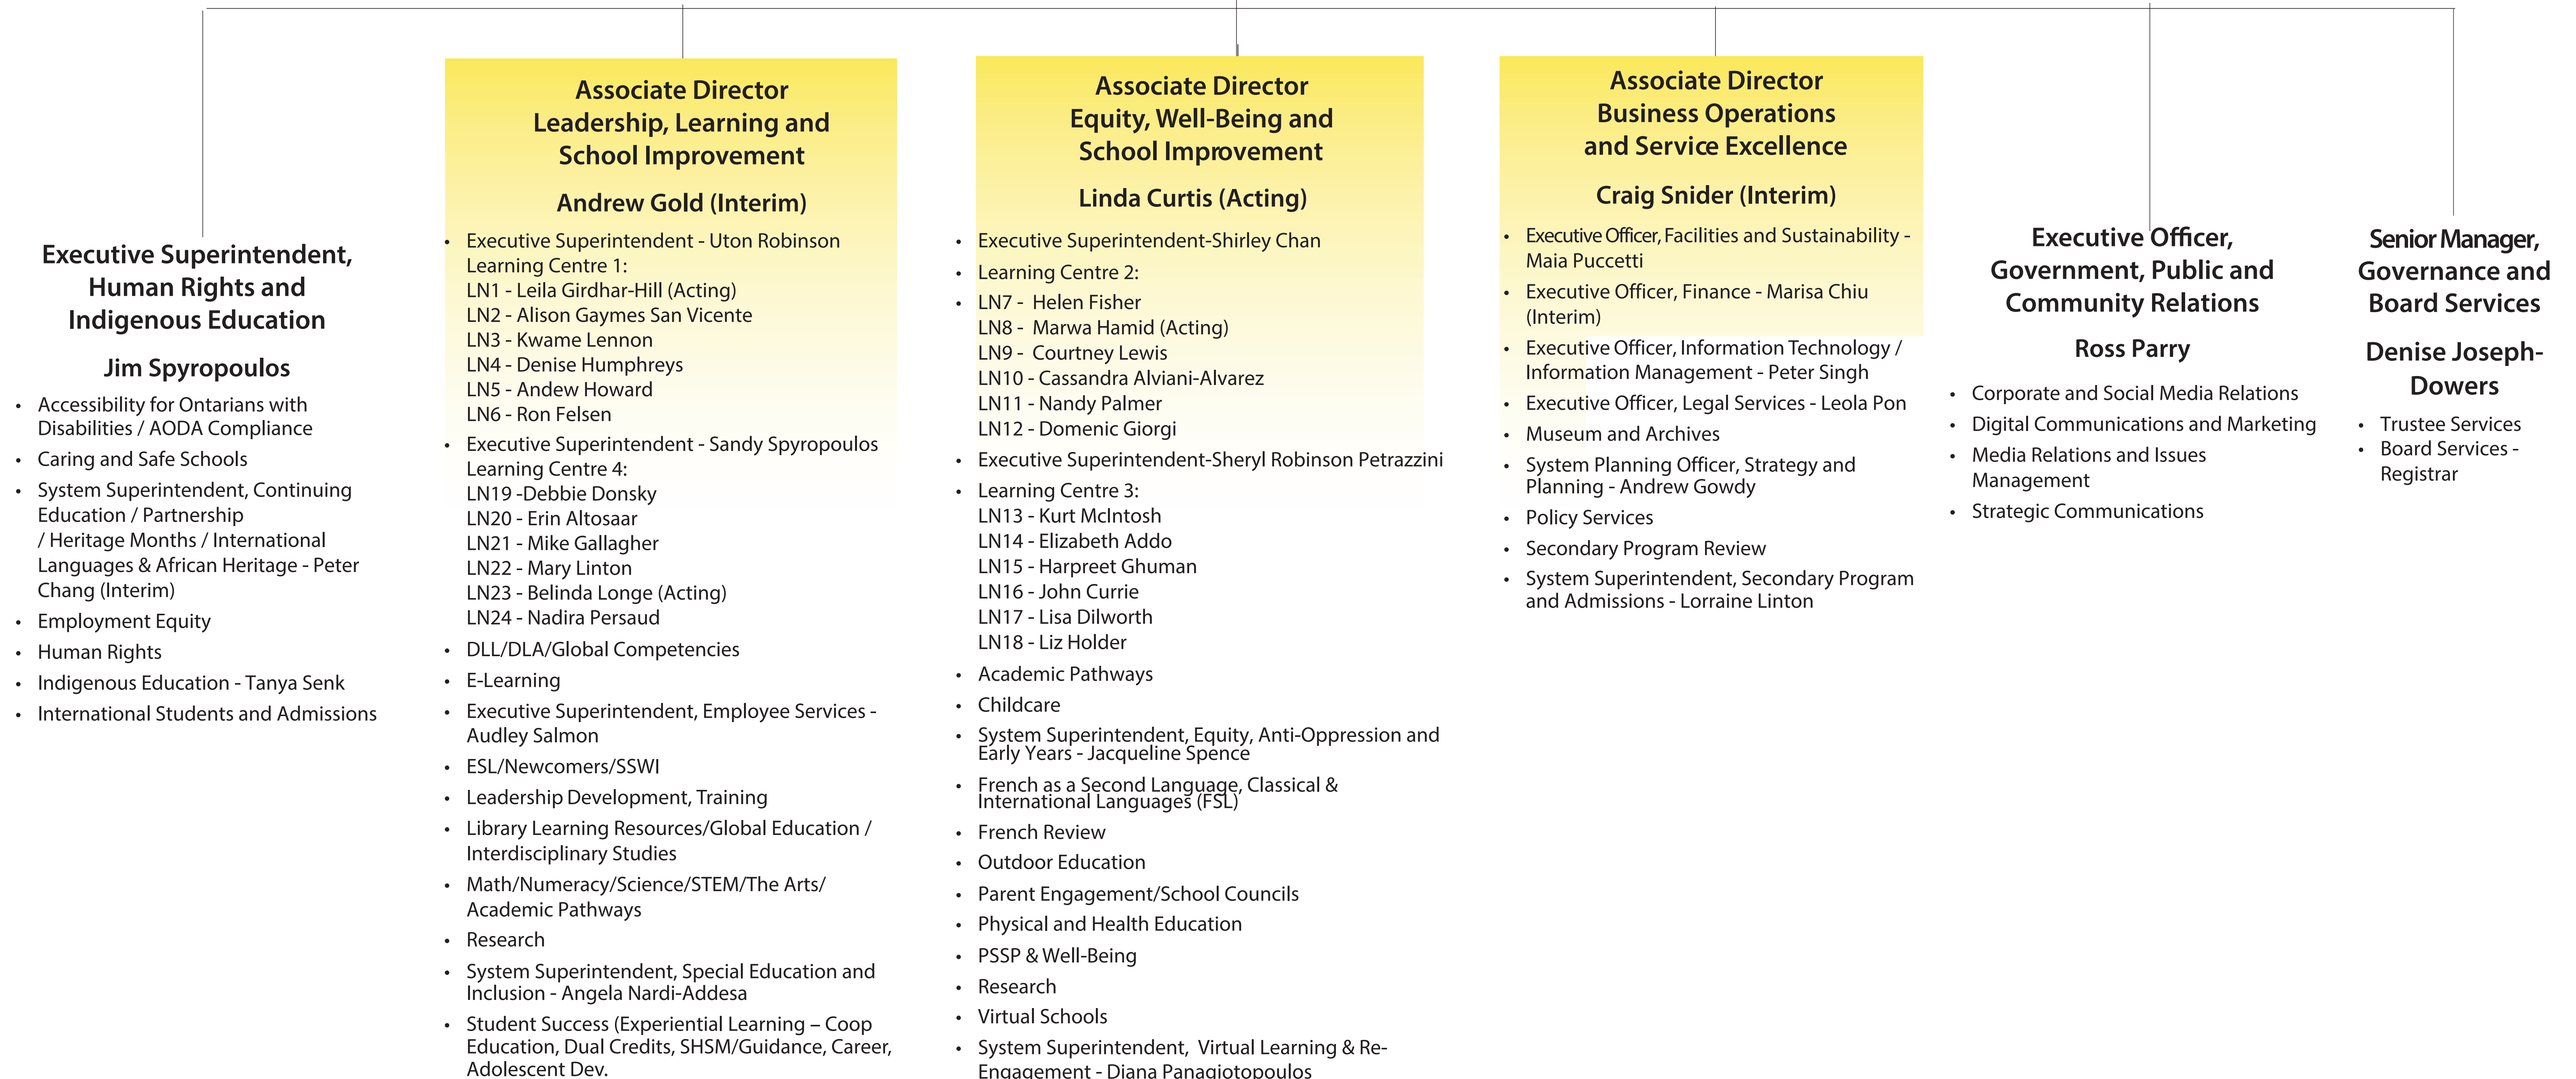 Executive Superintendent,
Human Rights and
Indigenous Education
Jim Spyropoulos
• Accessibility for Ontarians with
Disabilities / AODA Compliance
• Caring and Safe Schools
• System Superintendent, Continuing
Education / Partnership
/ Heritage Months / International
Languages & African Heritage - Peter
Chang (Interim)
• Employment Equity
• Human Rights
• Indigenous Education - Tanya Senk
• International Students and Admissions
Associate Director
Leadership, Learning and
School Improvement
Andrew Gold (Interim)
• Executive Superintendent - Uton Robinson
Learning Centre 1:
LN1 - Leila Girdhar-Hill (Acting)
LN2 - Alison Gaymes San Vicente
LN3 - Kwame Lennon
LN4 - Denise Humphreys
LN5 - Andew Howard
LN6 - Ron Felsen
• Executive Superintendent - Sandy Spyropoulos
Learning Centre 4:
LN19 -Debbie Donsky
LN20 - Erin Altosaar
LN21 - Mike Gallagher
LN22 - Mary Linton
LN23 - Belinda Longe (Acting)
LN24 - Nadira Persaud
• DLL/DLA/Global Competencies
• E-Learning
• Executive Superintendent, Employee Services -
Audley Salmon
• ESL/Newcomers/SSWI
• Leadership Development, Training
• Library Learning Resources/Global Education /
Interdisciplinary Studies
• Math/Numeracy/Science/STEM/The Arts/
Academic Pathways
• Research
• System Superintendent, Special Education and
Inclusion - Angela Nardi-Addesa
• Student Success (Experiential Learning – Coop
Education, Dual Credits, SHSM/Guidance, Career,
Adolescent Dev.
Associate Director
Equity, Well-Being and
School Improvement
Linda Curtis (Acting)
• Executive Superintendent-Shirley Chan
• Learning Centre 2:
• LN7 - Helen Fisher
LN8 - Marwa Hamid (Acting)
LN9 - Courtney Lewis
LN10 - Cassandra Alviani-Alvarez
LN11 - Nandy Palmer
LN12 - Domenic Giorgi
• Executive Superintendent-Sheryl Robinson Petrazzini
• Learning Centre 3:
LN13 - Kurt McIntosh
LN14 - Elizabeth Addo
LN15 - Harpreet Ghuman
LN16 - John Currie
LN17 - Lisa Dilworth
LN18 - Liz Holder
• Academic Pathways
• Childcare
• System Superintendent, Equity, Anti-Oppression and
Early Years - Jacqueline Spence
• French as a Second Language, Classical &
International Languages (FSL)
• French Review
• Outdoor Education
• Parent Engagement/School Councils
• Physical and Health Education
• PSSP & Well-Being
• Research
• Virtual Schools
• System Superintendent, Virtual Learning & Re-
Engagement - Diana Panagiotopoulos
Associate Director
Business Operations
and Service Excellence
Craig Snider (Interim)
• Executive Officer, Facilities and Sustainability -
Maia Puccetti
• Executive Officer, Finance - Marisa Chiu
(Interim)
• Executive Officer, Information Technology /
Information Management - Peter Singh
• Executive Officer, Legal Services - Leola Pon
• Museum and Archives
• System Planning Officer, Strategy and
Planning - Andrew Gowdy
• Policy Services
• Secondary Program Review
• System Superintendent, Secondary Program
and Admissions - Lorraine Linton
Executive Officer,
Government, Public and
Community Relations
Ross Parry
• Corporate and Social Media Relations
• Digital Communications and Marketing
• Media Relations and Issues
Management
• Strategic Communications
Senior Manager,
Governance and
Board Services
Denise Joseph-
Dowers
• Trustee Services
• Board Services -
Registrar